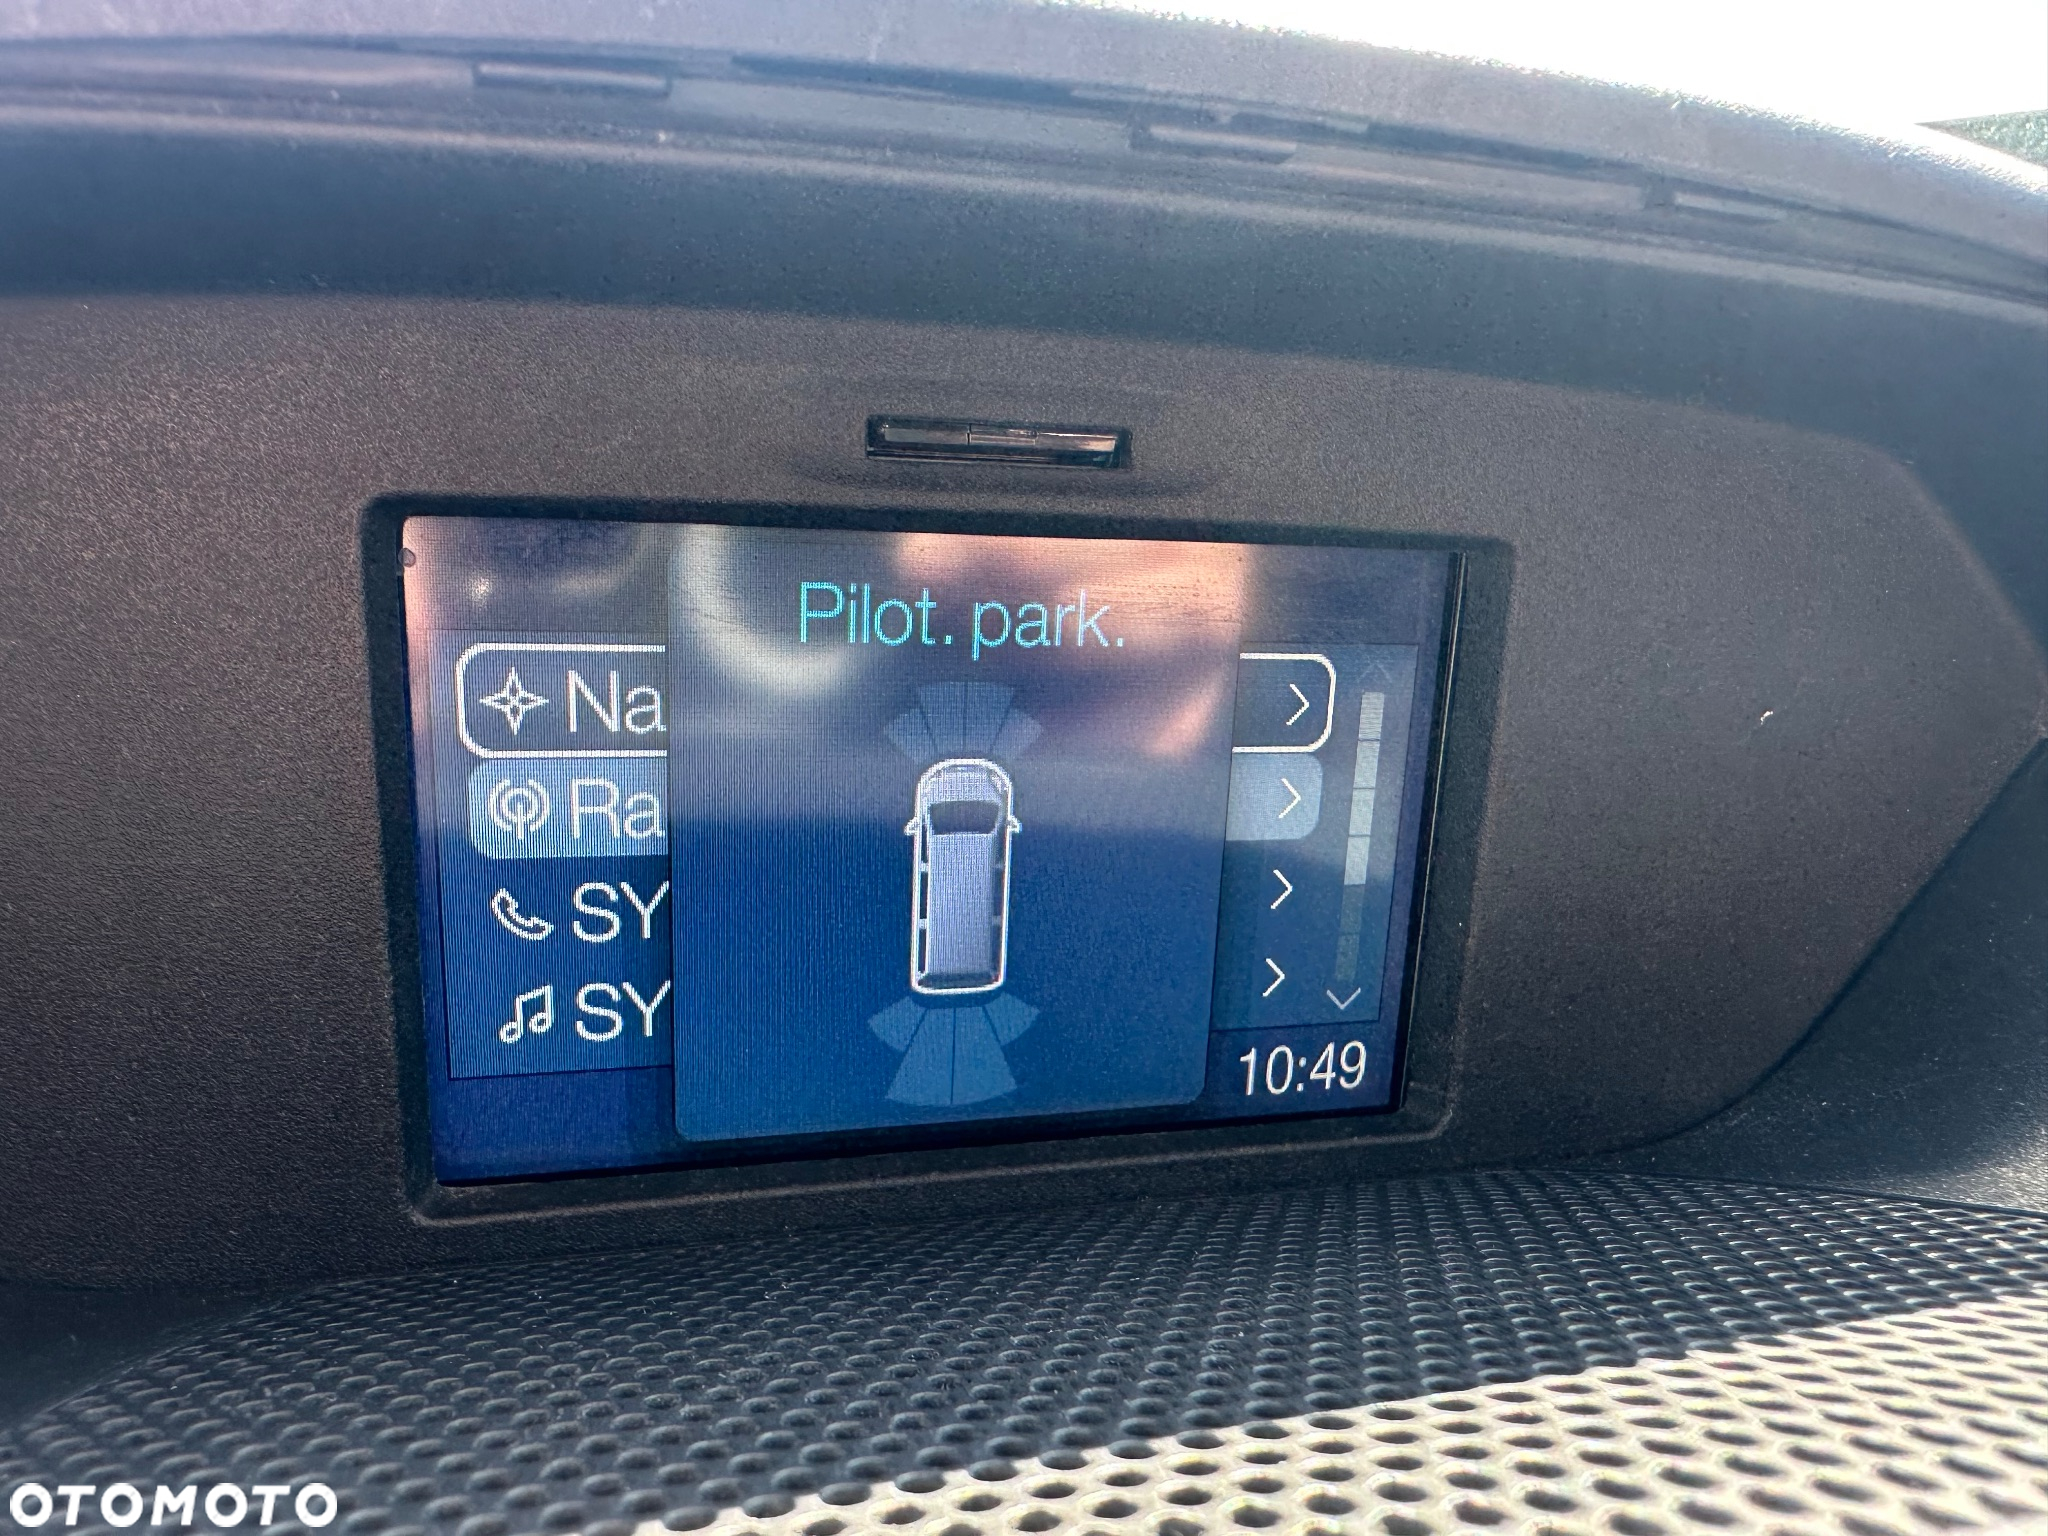 Pilot. park.
Na
Ra
SY
SY
10:49
OTOMOTO